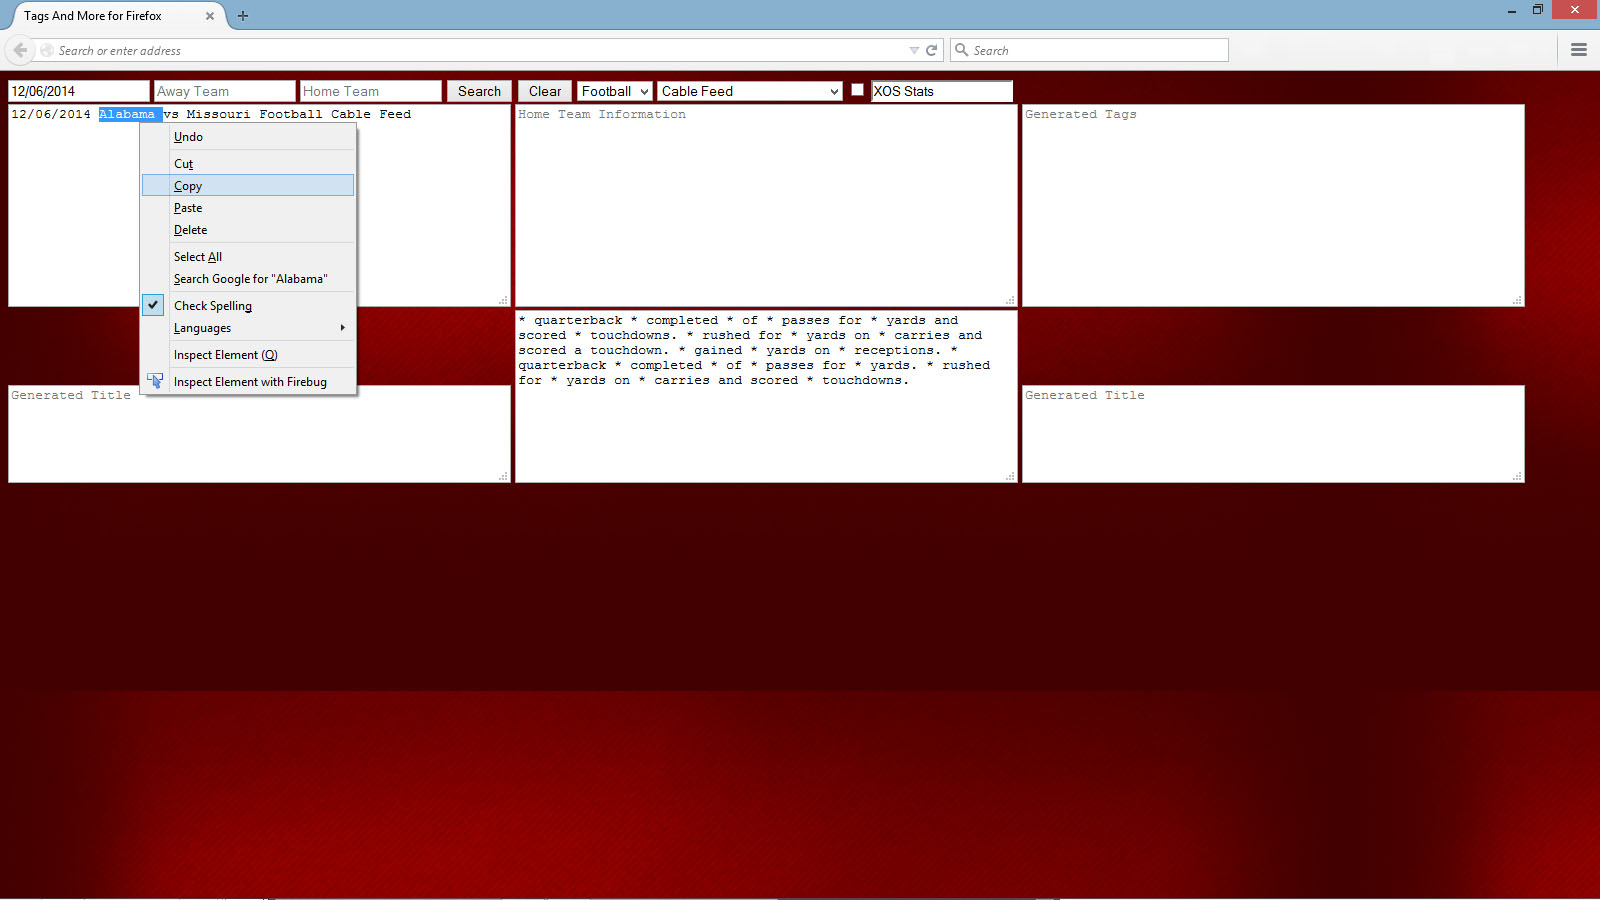 Tags And More for Firefox
Search or enter address
Search
12/06/2014 Away Team Home Team Search Clear Football Cable Feed XOS Stats
12/06/2014 Alabama vs Missouri Football Cable Feed
Home Team Information
Generated Tags
Undo
Cut
Copy
Paste
Delete
Select All
Search Google for "Alabama"
Check Spelling
Languages
Inspect Element (Q)
Inspect Element with Firebug
* quarterback * completed * of * passes for * yards and
scored * touchdowns. * rushed for * yards on * carries and
scored a touchdown. * gained * yards on * receptions. *
quarterback * completed * of * passes for * yards. * rushed
for * yards on * carries and scored * touchdowns.
Generated Title
Generated Title